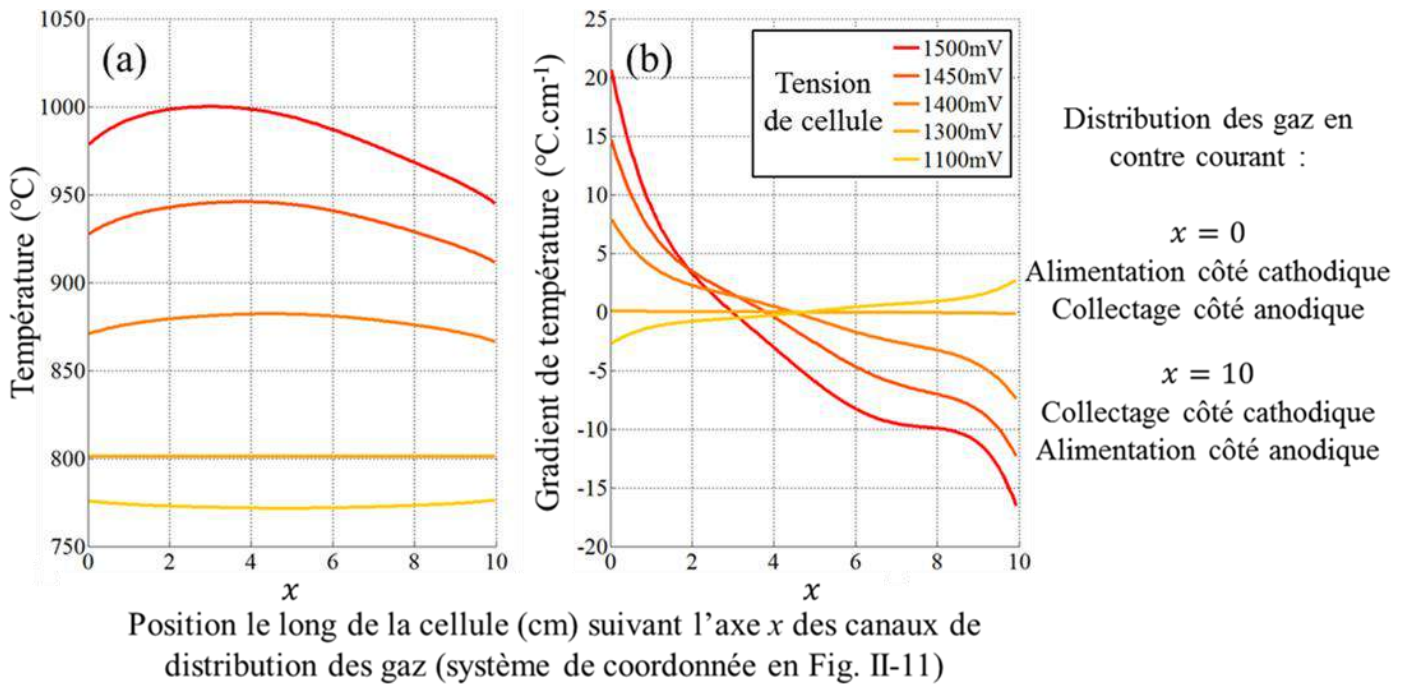 (a)
1050
1000
950
900
850
800
750
0
2
4
6
8
10
x
Température (°C)
(b)
25
20
15
10
5
0
-5
-10
-15
-20
0
2
4
6
8
10
x
Gradient de température (°C.cm⁻¹)
Tension
de cellule
1500mV
1450mV
1400mV
1300mV
1100mV
Distribution des gaz en
contre courant :
x = 0
Alimentation côté cathodique
Collectage côté anodique
x = 10
Collectage côté cathodique
Alimentation côté anodique
Position le long de la cellule (cm) suivant l'axe x des canaux de
distribution des gaz (système de coordonnée en Fig. II-11)